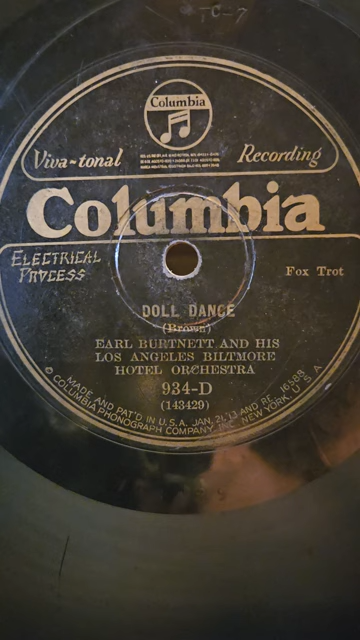 Columbia
Viva-tonal Recording
Columbia
ELECTRICAL
PROCESS
Fox Trot
DOLL DANCE
(Brown)
EARL BURTNETT AND HIS
LOS ANGELES BILTMORE
HOTEL ORCHESTRA
934-D
(143429)
MADE AND PAT'D IN U.S.A. JAN. 21, '13 AND RE 16588
© COLUMBIA PHONOGRAPH COMPANY, INC. NEW YORK, U S A